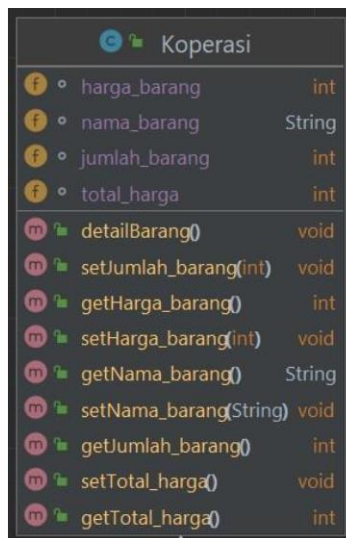 Koperasi
harga_barang int
nama_barang String
jumlah_barang int
total_harga int
detailBarang() void
setJumlah_barang(int) void
getHarga_barang() int
setHarga_barang(int) void
getNama_barang() String
setNama_barang(String) void
getJumlah_barang() int
setTotal_harga() void
getTotal_harga() int